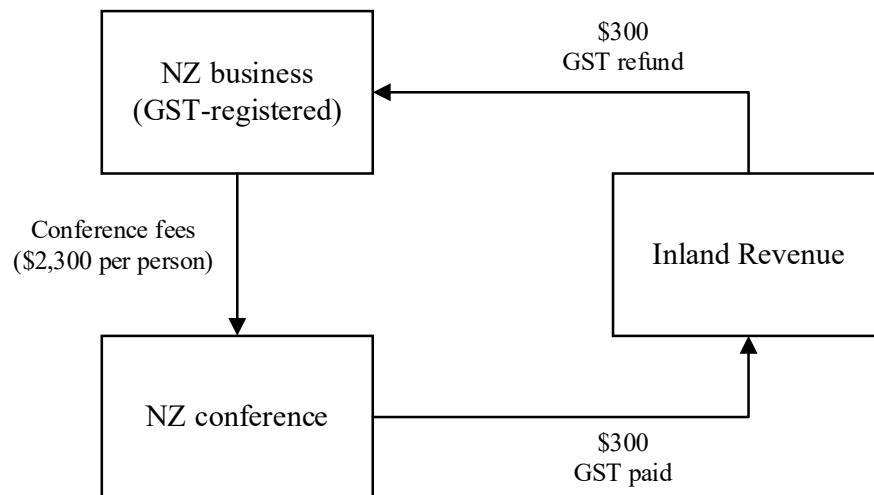 $300
GST refund
NZ business
(GST-registered)
Conference fees
($2,300 per person)
Inland Revenue
NZ conference
$300
GST paid